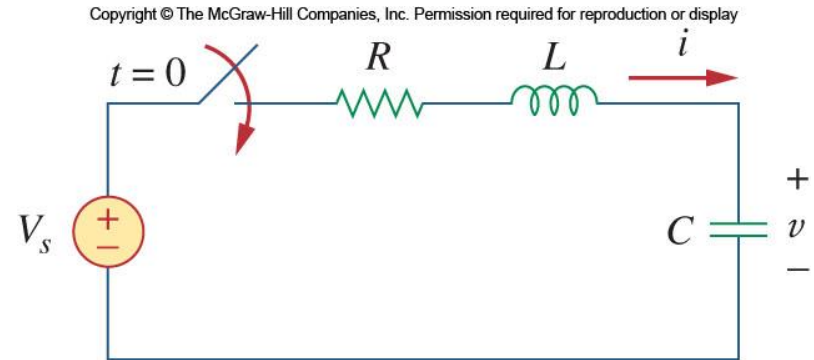 Copyright © The McGraw-Hill Companies, Inc. Permission required for reproduction or display
t = 0
R
L
i
V_s
+
−
C
+
v
−